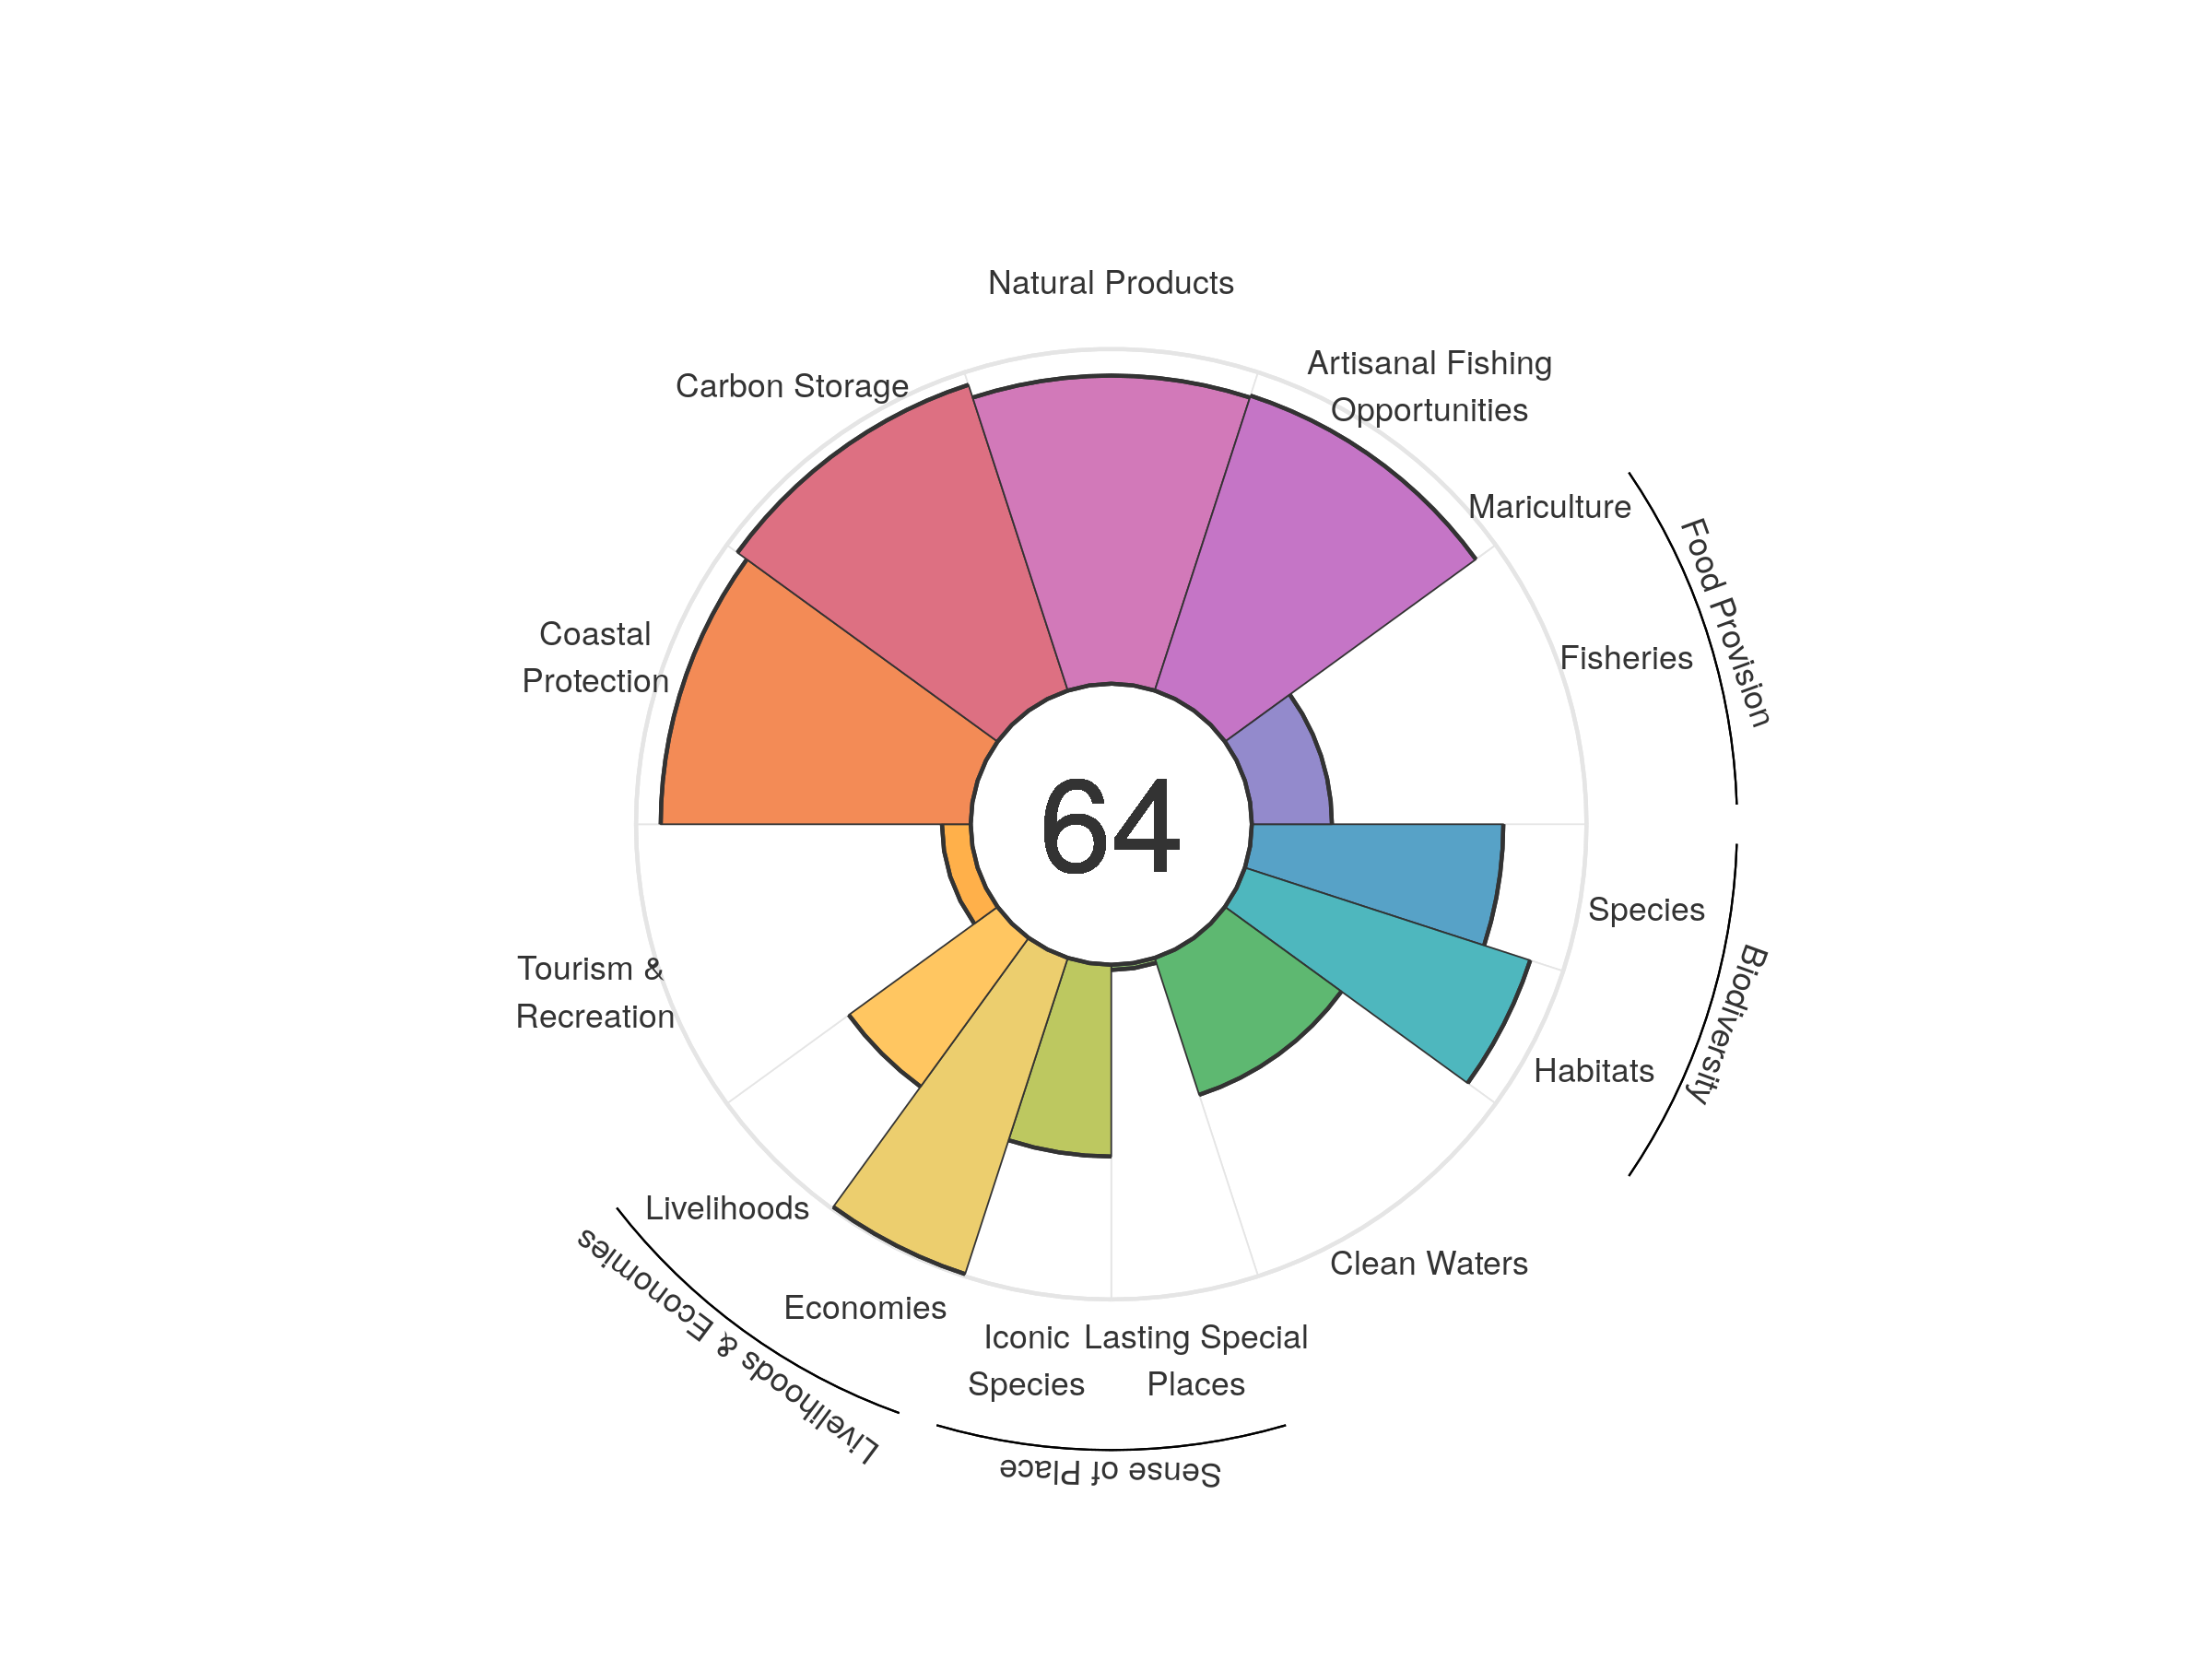 Natural Products
Artisanal Fishing
Opportunities
Carbon Storage
Mariculture
Food Provision
Coastal
Protection
Fisheries
64
Species
Biodiversity
Tourism &
Recreation
Habitats
Livelihoods
Clean Waters
Economies
Livelihoods & Economies
Iconic
Species
Lasting Special
Places
Sense of Place